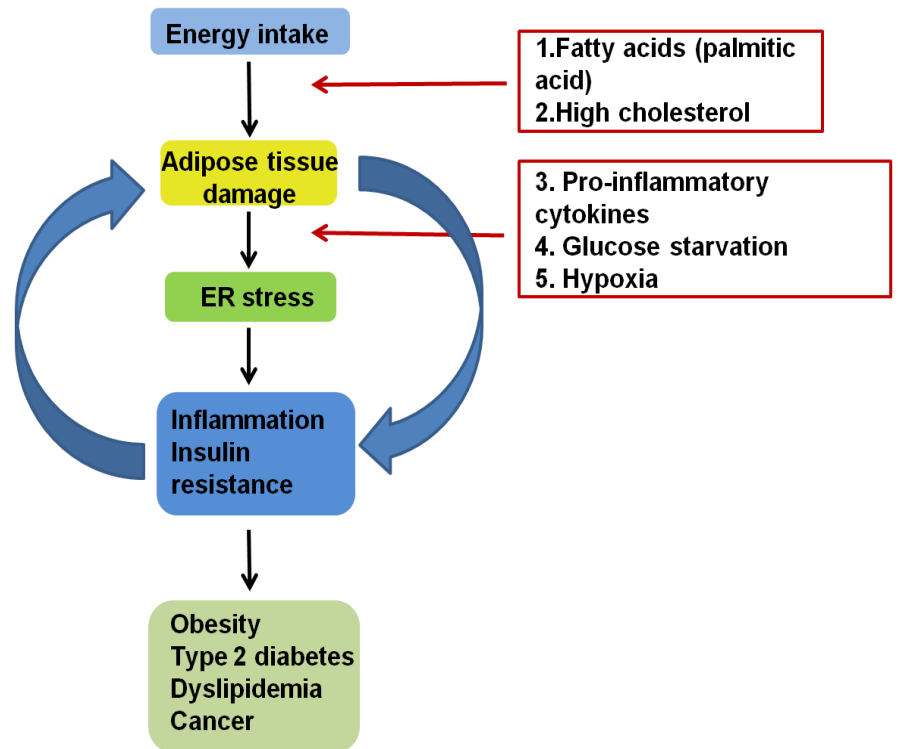 Energy intake
1.Fatty acids (palmitic
acid)
2.High cholesterol
Adipose tissue
damage
3. Pro-inflammatory
cytokines
4. Glucose starvation
5. Hypoxia
ER stress
Inflammation
Insulin
resistance
Obesity
Type 2 diabetes
Dyslipidemia
Cancer